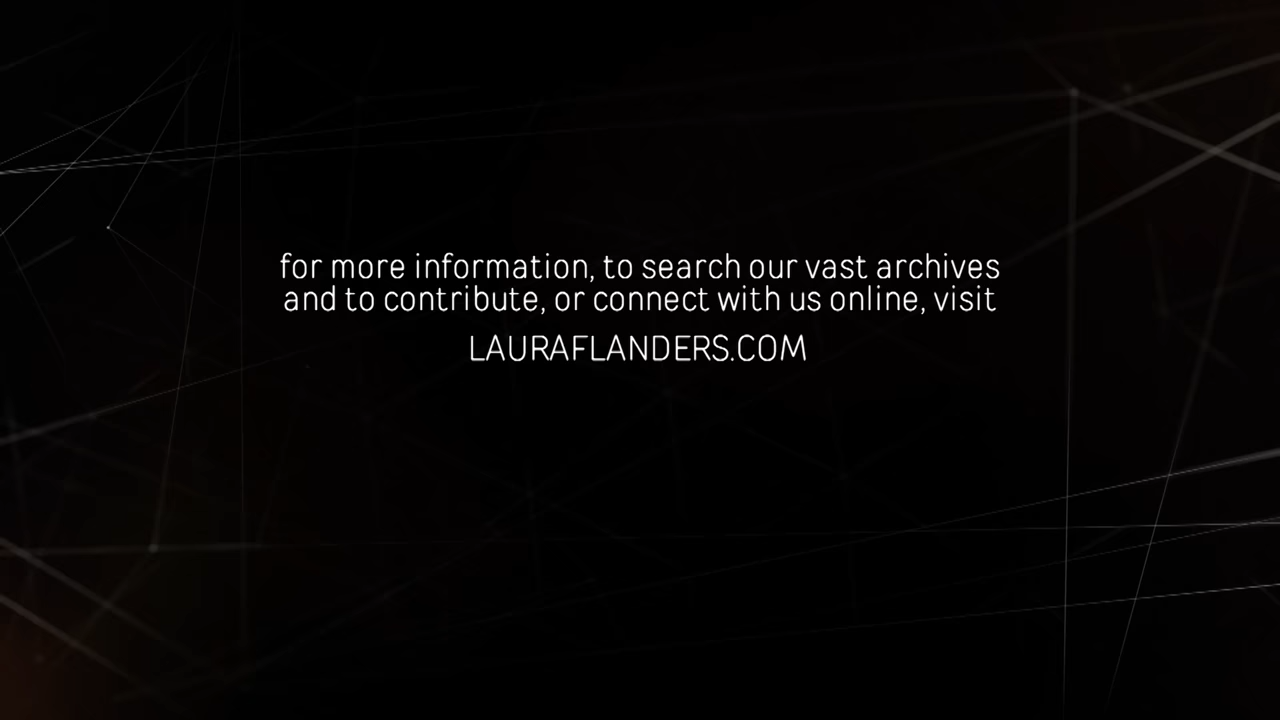 for more information, to search our vast archives
and to contribute, or connect with us online, visit
LAURAFLANDERS.COM